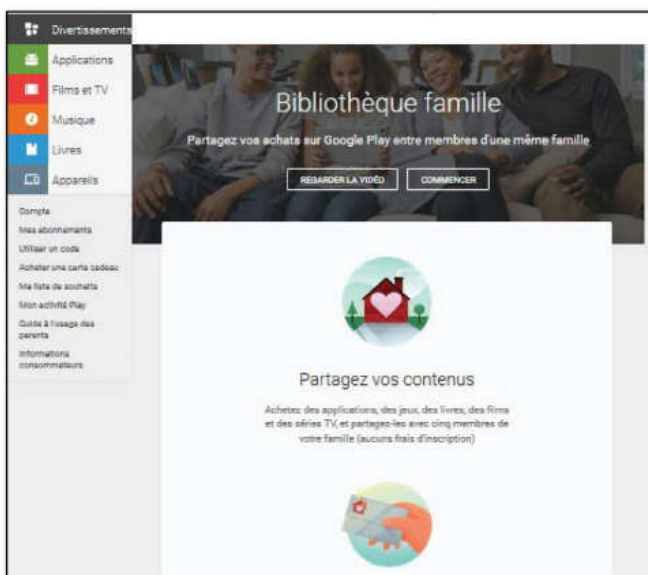 Divertissements
Applications
Films et TV
Musique
Livres
Appareils
Compte
Mes abonnements
Utiliser un code
Acheter une carte cadeau
Ma liste de souhaits
Mon activité Play
Guide à l'usage des
parents
Informations
consommateurs
Bibliothèque famille
Partagez vos achats sur Google Play entre membres d'une même famille
REGARDER LA VIDÉO
COMMENCER
Partagez vos contenus
Achetez des applications, des jeux, des livres, des films
et des séries TV, et partagez-les avec cinq membres de
votre famille (aucuns frais d'inscription)